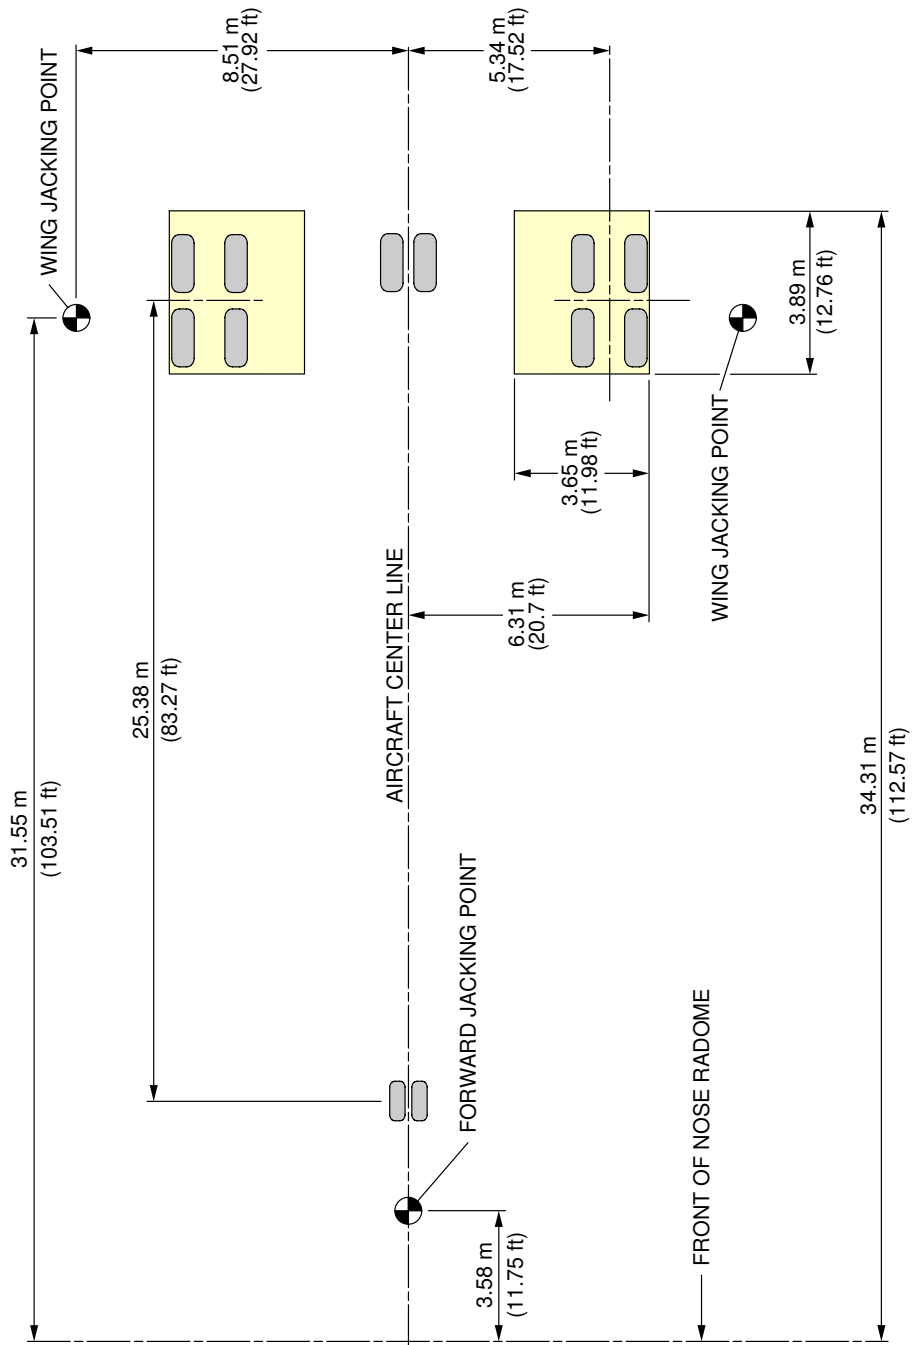 31.55 m
(103.51 ft)
25.38 m
(83.27 ft)
WING JACKING POINT
8.51 m
(27.92 ft)
AIRCRAFT CENTER LINE
5.34 m
(17.52 ft)
FORWARD JACKING POINT
3.58 m
(11.75 ft)
6.31 m
(20.7 ft)
3.65 m
(11.98 ft)
FRONT OF NOSE RADOME
WING JACKING POINT
3.89 m
(12.76 ft)
34.31 m
(112.57 ft)